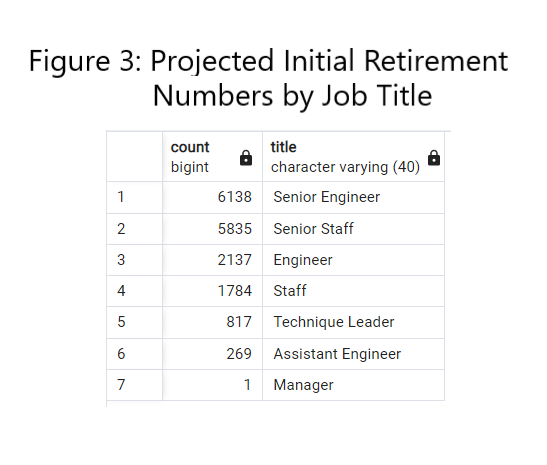 Figure 3: Projected Initial Retirement
Numbers by Job Title
count title
bigint character varying (40)
1 6138 Senior Engineer
2 5835 Senior Staff
3 2137 Engineer
4 1784 Staff
5 817 Technique Leader
6 269 Assistant Engineer
7 1 Manager